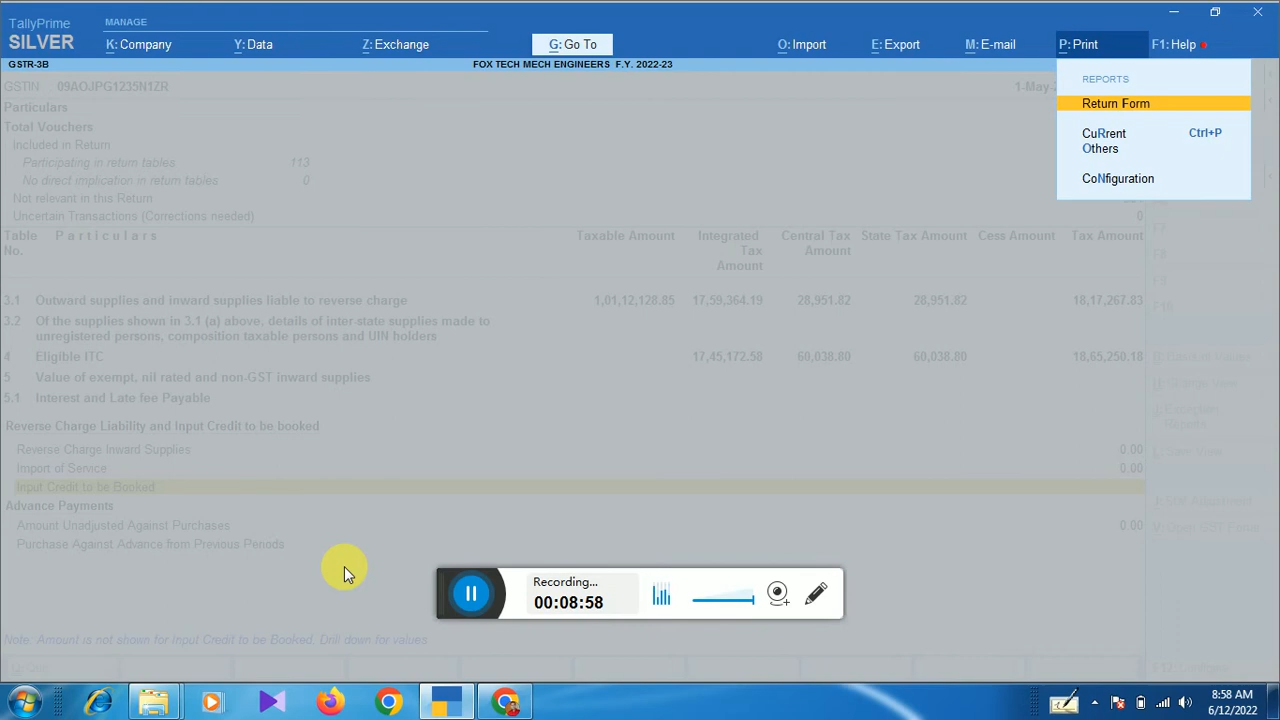 TallyPrime
SILVER
MANAGE
K: Company
Y: Data
Z: Exchange
G: Go To
O: Import
E: Export
M: E-mail
P: Print
F1: Help
GSTR-3B
FOX TECH MECH ENGINEERS F.Y. 2022-23
REPORTS
Return Form
CuRrent Ctrl+P
Others
CoNfiguration
GSTIN 09AOJPG1235N1ZR
1-May-
Particulars
Total Vouchers
Included in Return
Participating in return tables 113
No direct implication in return tables 0
Not relevant in this Return
Uncertain Transactions (Corrections needed) 0
Table No. Particulars Taxable Amount Integrated Tax Amount Central Tax Amount State Tax Amount Cess Amount Tax Amount
3.1 Outward supplies and inward supplies liable to reverse charge 1,01,12,128.85 17,59,364.19 28,951.82 28,951.82 18,17,267.83
3.2 Of the supplies shown in 3.1 (a) above, details of inter-state supplies made to
unregistered persons, composition taxable persons and UIN holders
4 Eligible ITC 17,45,172.58 60,038.80 60,038.80 18,65,250.18
5 Value of exempt, nil rated and non-GST inward supplies
5.1 Interest and Late fee Payable
Reverse Charge Liability and Input Credit to be booked
Reverse Charge Inward Supplies 0.00
Import of Service 0.00
Input Credit to be Booked
Advance Payments
Amount Unadjusted Against Purchases 0.00
Purchase Against Advance from Previous Periods
Note: Amount is not shown for Input Credit to be Booked. Drill down for values
F7
F8
F9
F10
Recording...
00:08:58
8:58 AM
6/12/2022